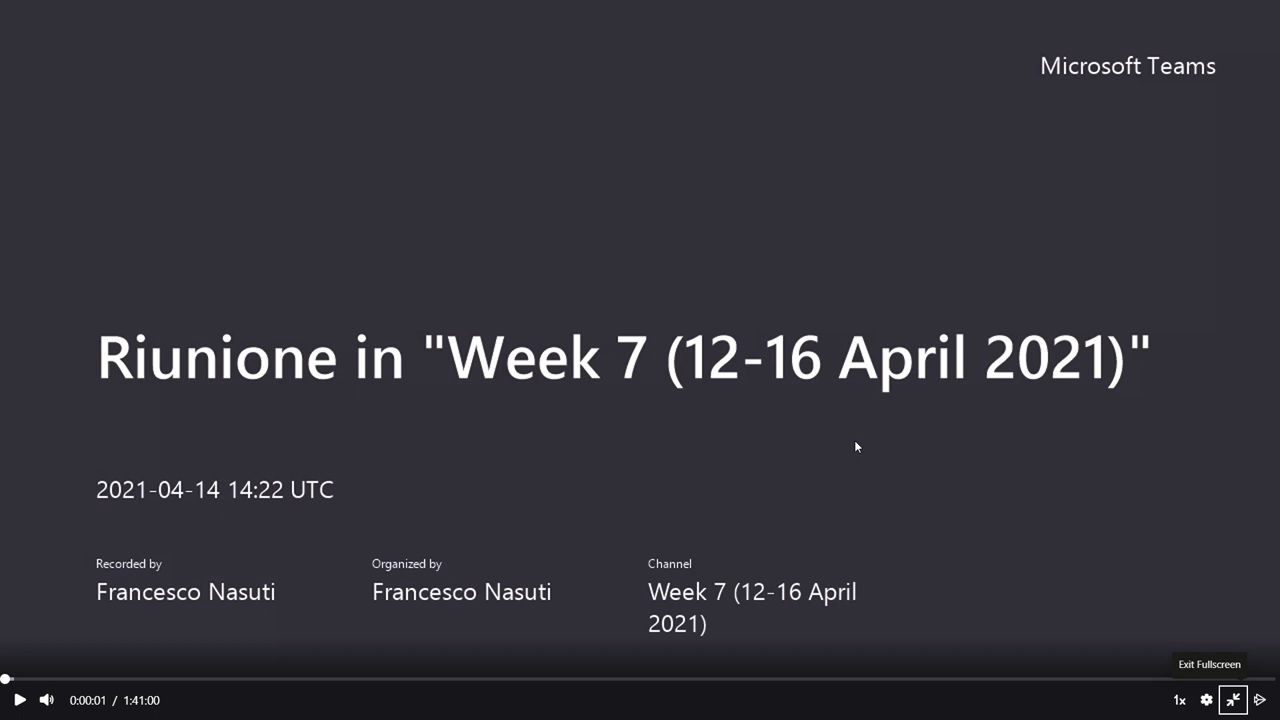 Microsoft Teams
Riunione in "Week 7 (12-16 April 2021)"
2021-04-14 14:22 UTC
Recorded by
Francesco Nasuti
Organized by
Francesco Nasuti
Channel
Week 7 (12-16 April
2021)
Exit Fullscreen
0:00:01 / 1:41:00
1x